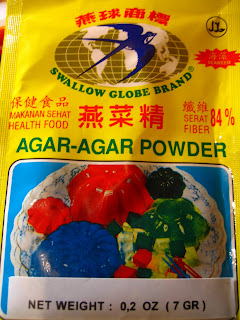 燕球商標
SWALLOW GLOBE BRAND
保健食品
MAKANAN SEHAT
HEALTH FOOD
燕菜精
纖維
SERAT
FIBER
84%
AGAR-AGAR POWDER
NET WEIGHT : 0,2 OZ ( 7 GR )